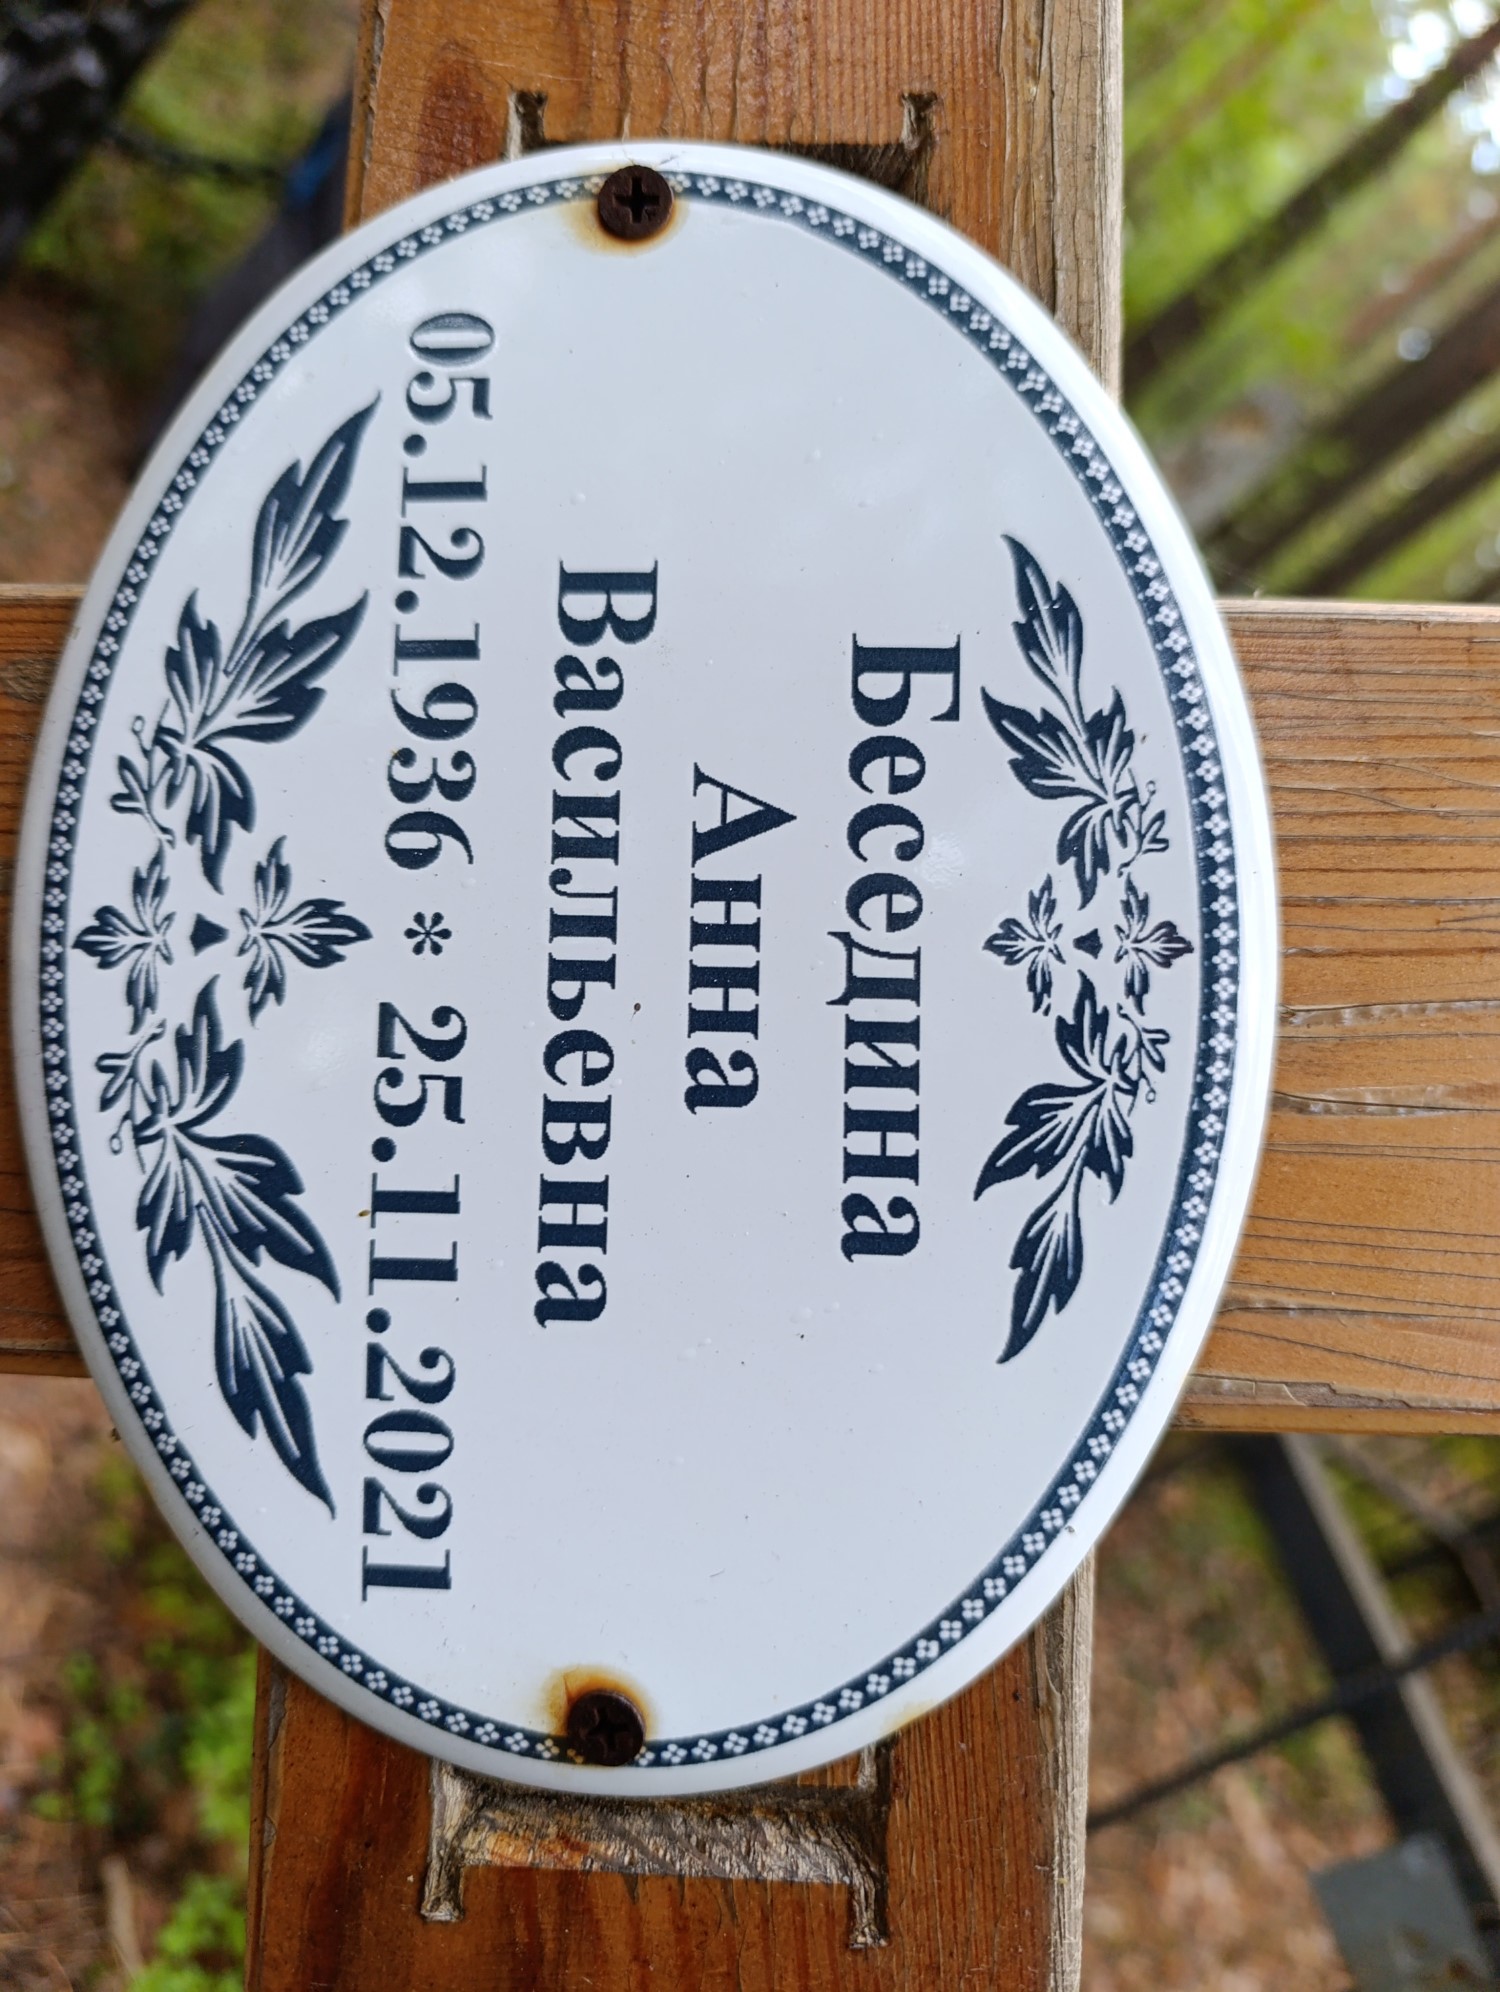 Беседина
Анна
Васильевна
05.12.1936 * 25.11.2021